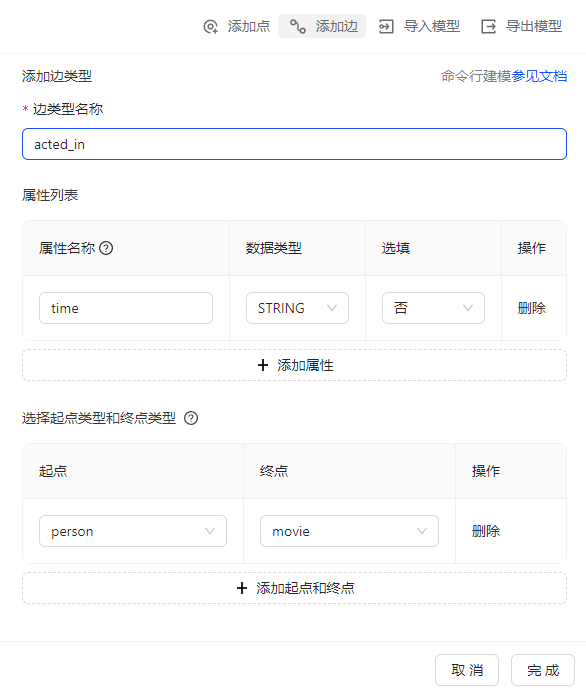 添加点 添加边 导入模型 导出模型
添加边类型 命令行建模参见文档
* 边类型名称
acted_in
属性列表
属性名称 数据类型 选填 操作
time STRING 否 删除
+ 添加属性
选择起点类型和终点类型
起点 终点 操作
person movie 删除
+ 添加起点和终点
取 消 完 成